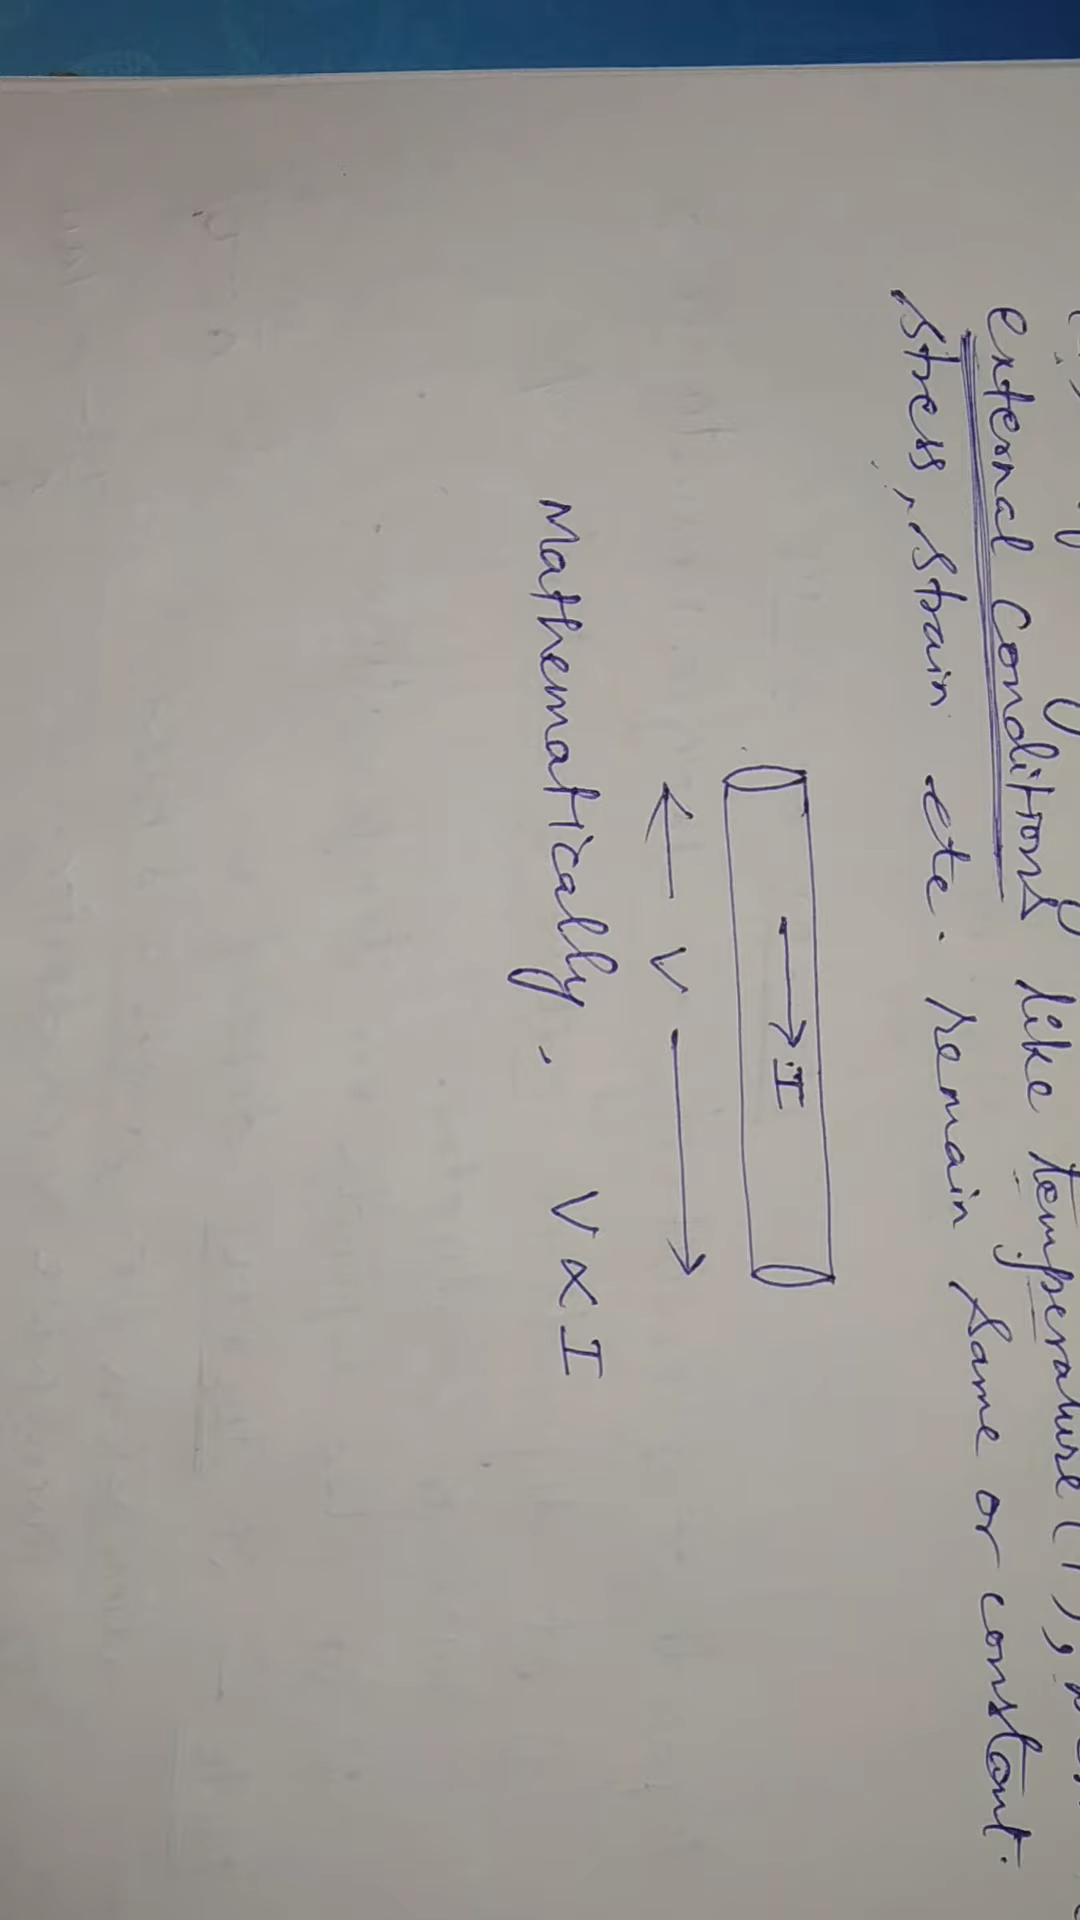 external conditions like temperature (T),
stress, strain etc. remain same or constant.
I
V
Mathematically, V ∝ I